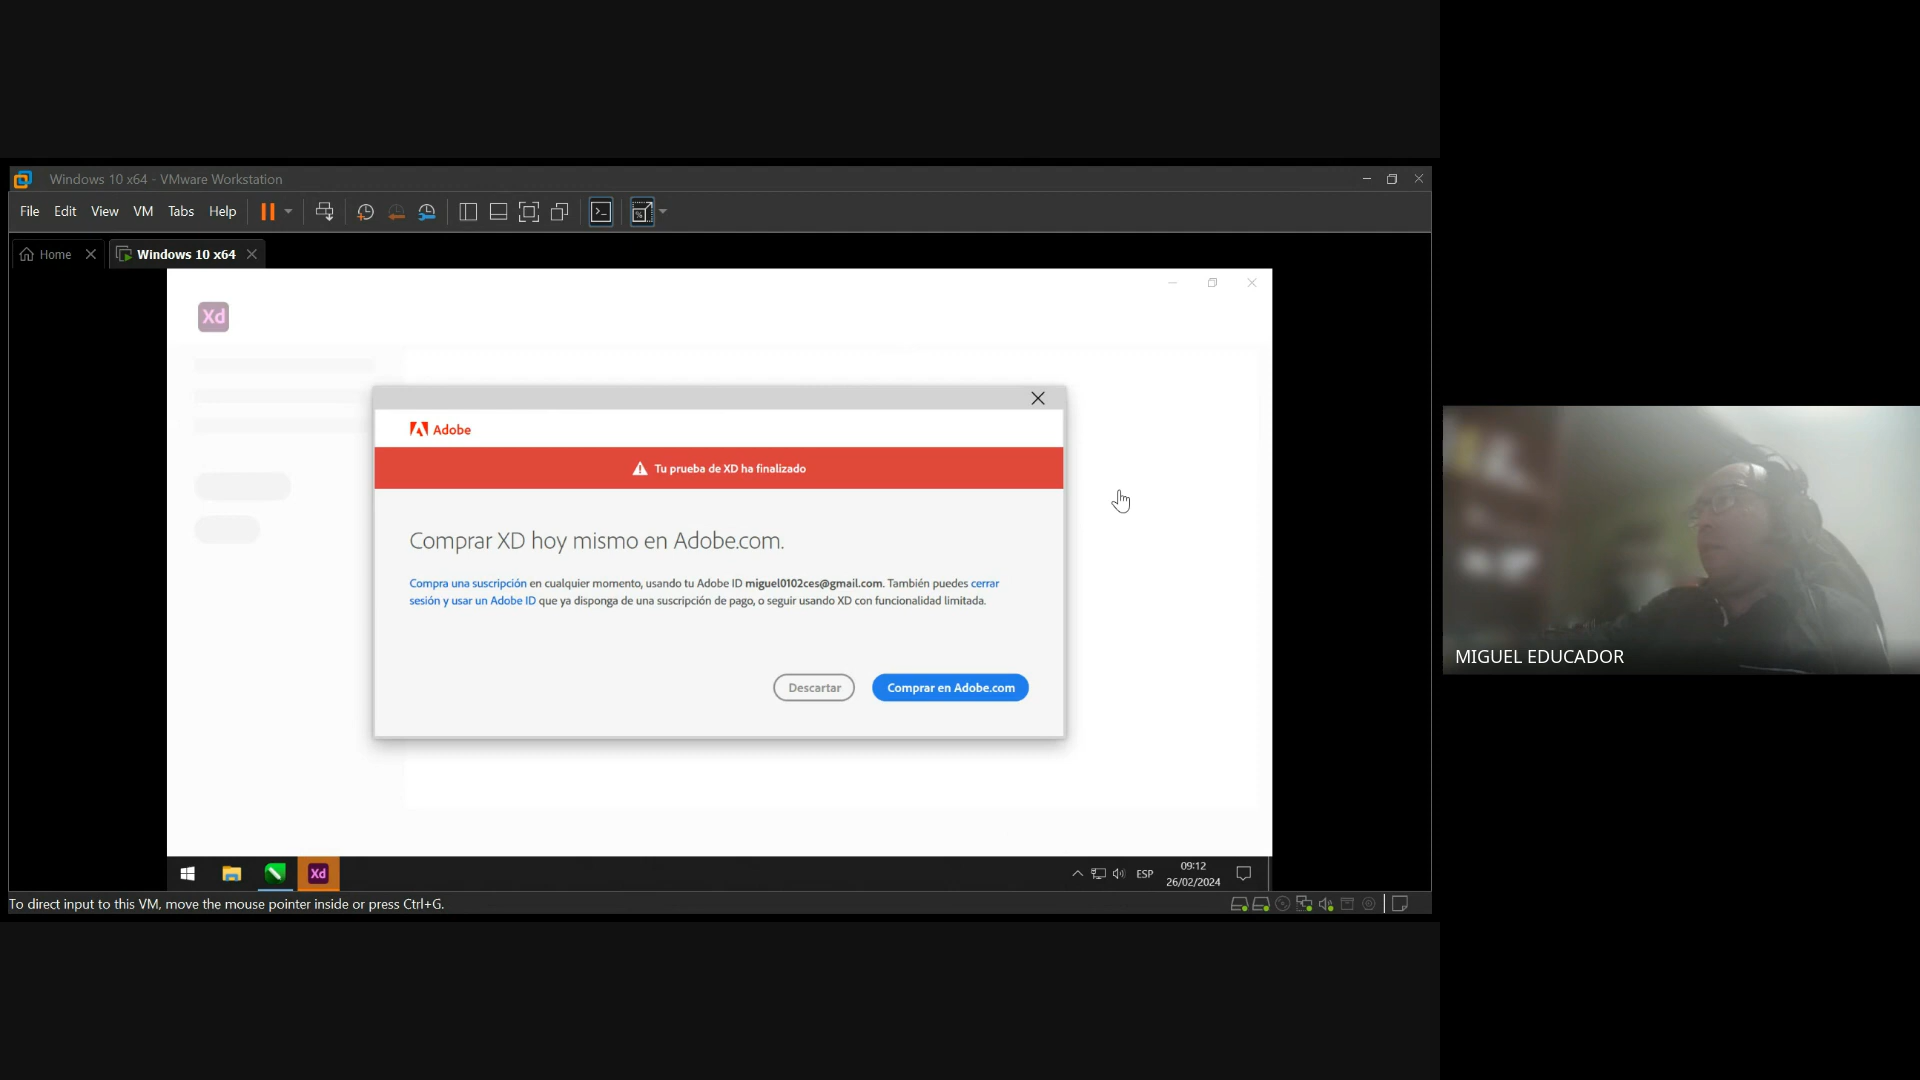 Windows 10 x64 - VMware Workstation
File Edit View VM Tabs Help
Home
Windows 10 x64
Xd
Adobe
Tu prueba de XD ha finalizado
Comprar XD hoy mismo en Adobe.com.
Compra una suscripción en cualquier momento, usando tu Adobe ID miguel0102ces@gmail.com. También puedes cerrar
sesión y usar un Adobe ID que ya disponga de una suscripción de pago, o seguir usando XD con funcionalidad limitada.
Descartar
Comprar en Adobe.com
MIGUEL EDUCADOR
Xd
ESP
09:12
26/02/2024
To direct input to this VM, move the mouse pointer inside or press Ctrl+G.